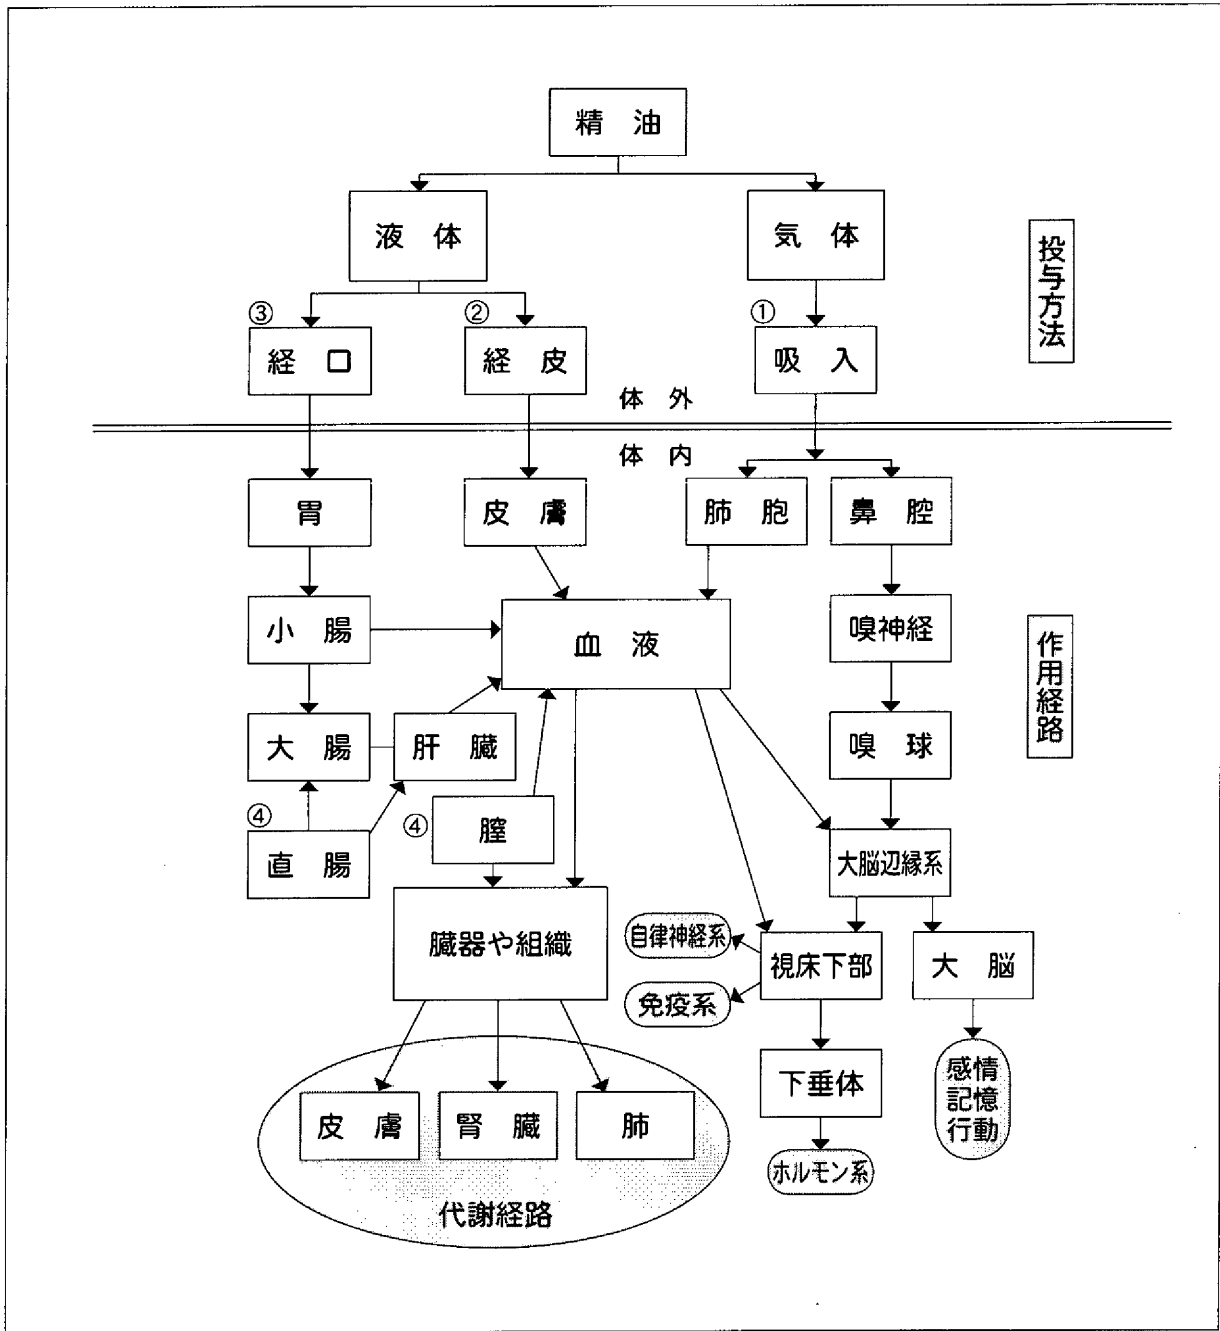 精 油
液 体
気 体
投与方法
③
②
①
経 口
経 皮
吸 入
体 外
体 内
胃
皮 膚
肺 胞
鼻 腔
小 腸
血 液
嗅神経
作用経路
大 腸
肝 臓
嗅 球
④
直 腸
④
膣
大脳辺縁系
臓器や組織
自律神経系
視床下部
大 脳
免疫系
下垂体
感情
記憶
行動
皮 膚
腎 臓
肺
ホルモン系
代謝経路